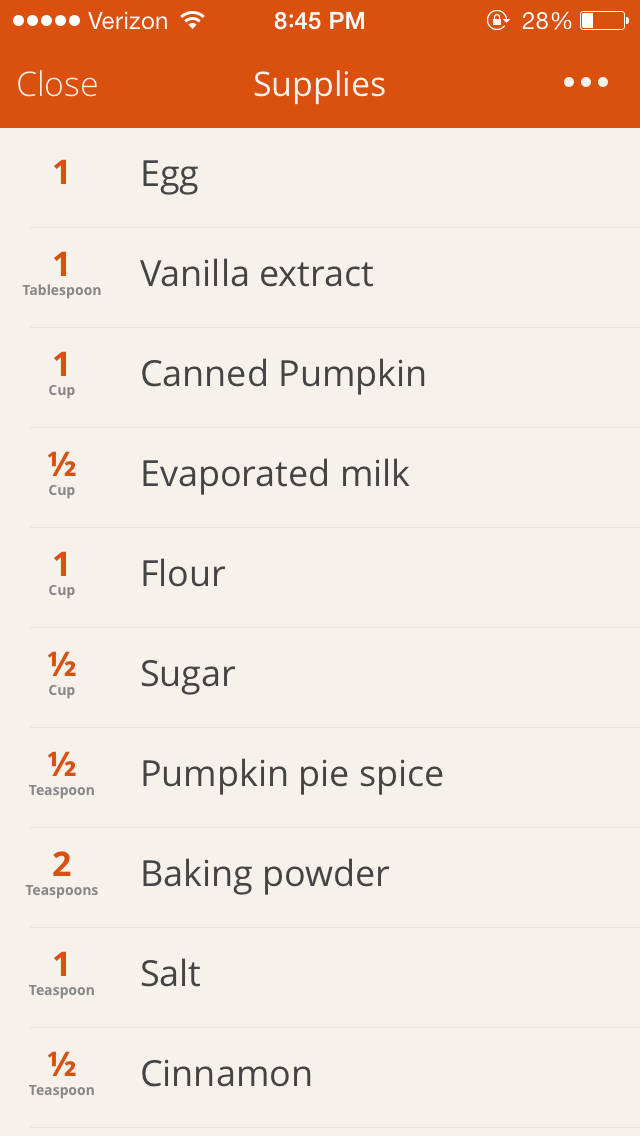 Verizon 8:45 PM 28%
Close Supplies
1 Egg
1 Tablespoon Vanilla extract
1 Cup Canned Pumpkin
½ Cup Evaporated milk
1 Cup Flour
½ Cup Sugar
½ Teaspoon Pumpkin pie spice
2 Teaspoons Baking powder
1 Teaspoon Salt
½ Teaspoon Cinnamon